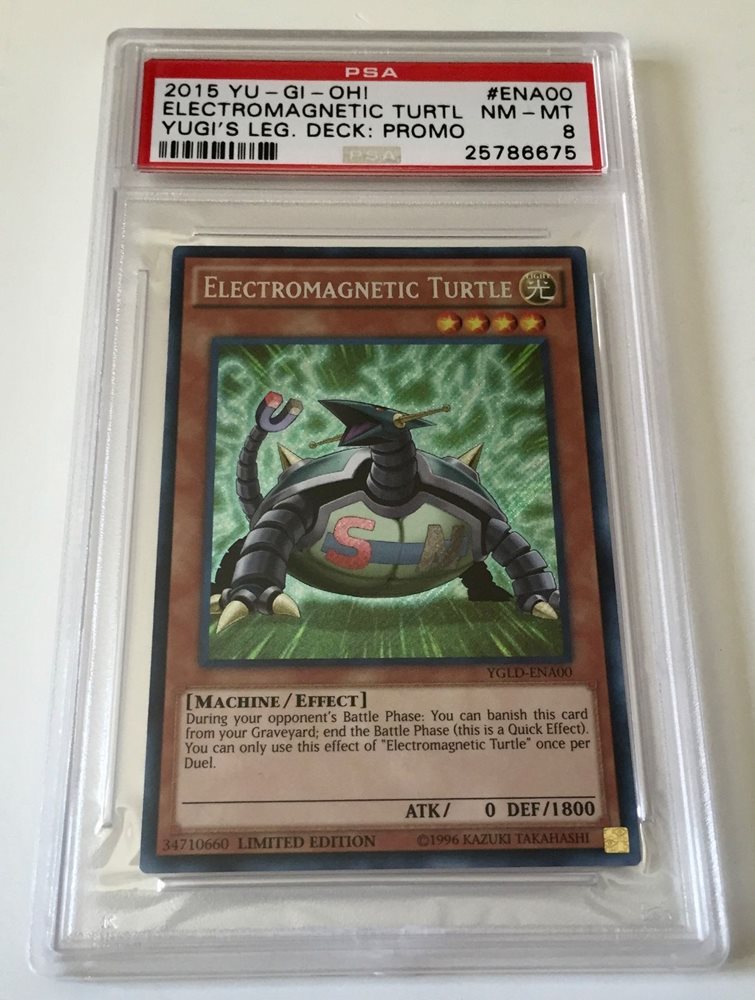 PSA
2015 YU-GI-OH! #ENA00
ELECTROMAGNETIC TURTL NM-MT
YUGI'S LEG. DECK: PROMO 8
PSA 25786675
ELECTROMAGNETIC TURTLE LIGHT 光
S N
YGLD-ENA00
[MACHINE/EFFECT]
During your opponent's Battle Phase: You can banish this card
from your Graveyard; end the Battle Phase (this is a Quick Effect).
You can only use this effect of "Electromagnetic Turtle" once per
Duel.
ATK/ 0 DEF/1800
34710660 LIMITED EDITION ©1996 KAZUKI TAKAHASHI